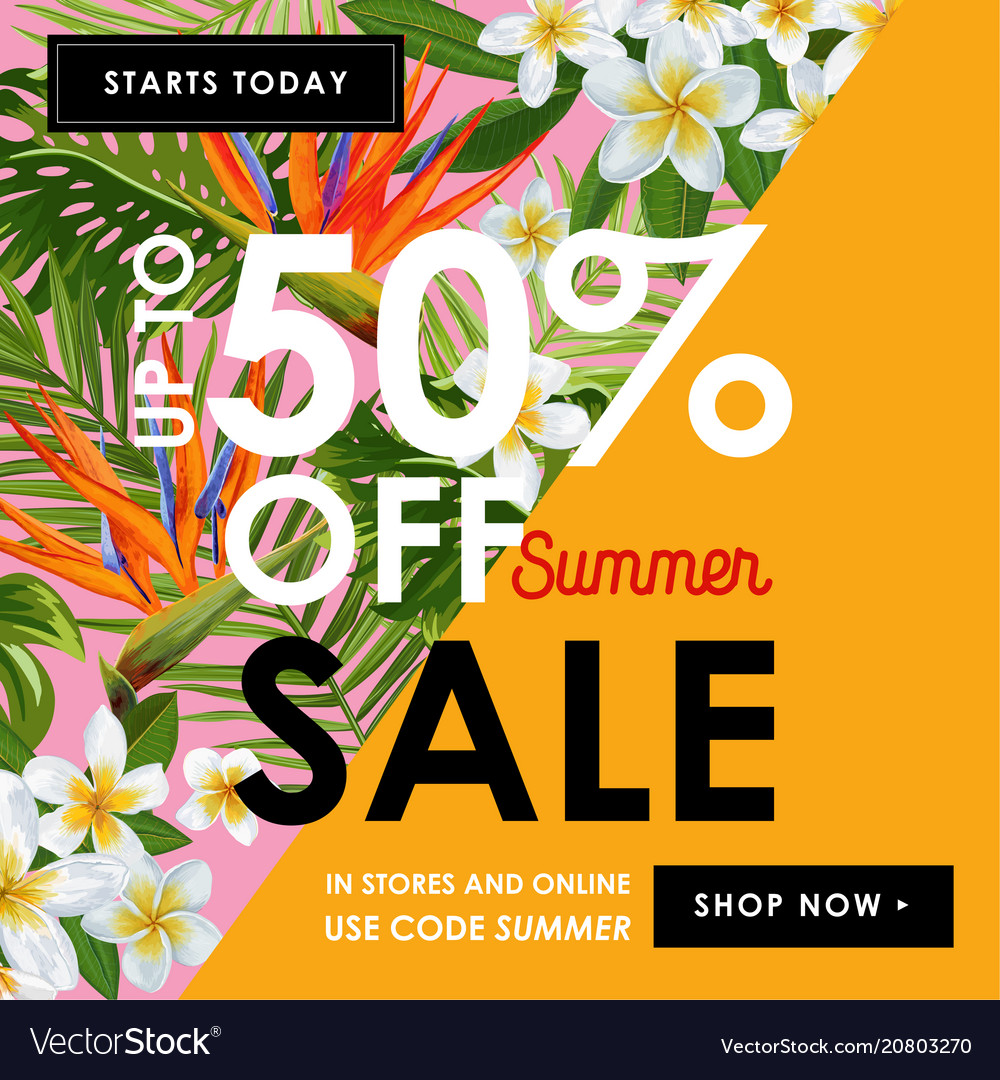 STARTS TODAY
UP TO
50%
OFF
Summer
SALE
IN STORES AND ONLINE
USE CODE SUMMER
SHOP NOW ▸
VectorStock®
VectorStock.com/20803270